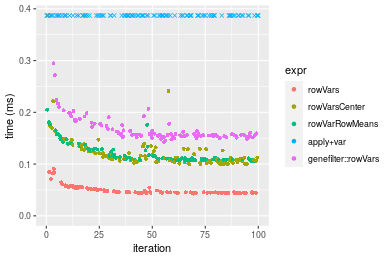 0.4
0.3
0.2
0.1
0.0
time (ms)
0
25
50
75
100
iteration
expr
rowVars
rowVarsCenter
rowVarRowMeans
apply+var
genefilter::rowVars